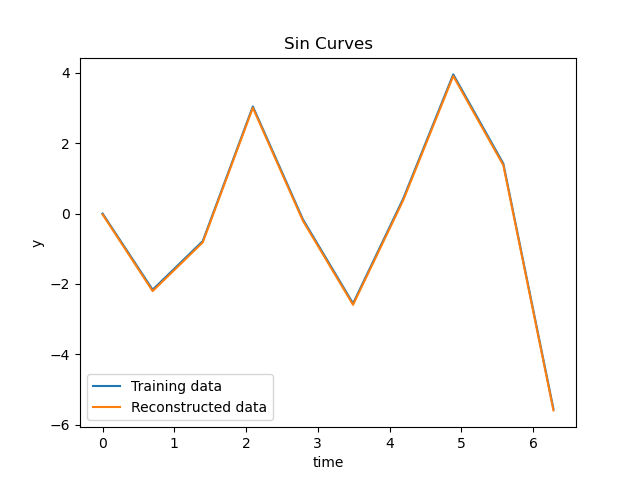 Sin Curves
4
2
0
−2
−4
−6
y
Training data
Reconstructed data
0 1 2 3 4 5 6
time